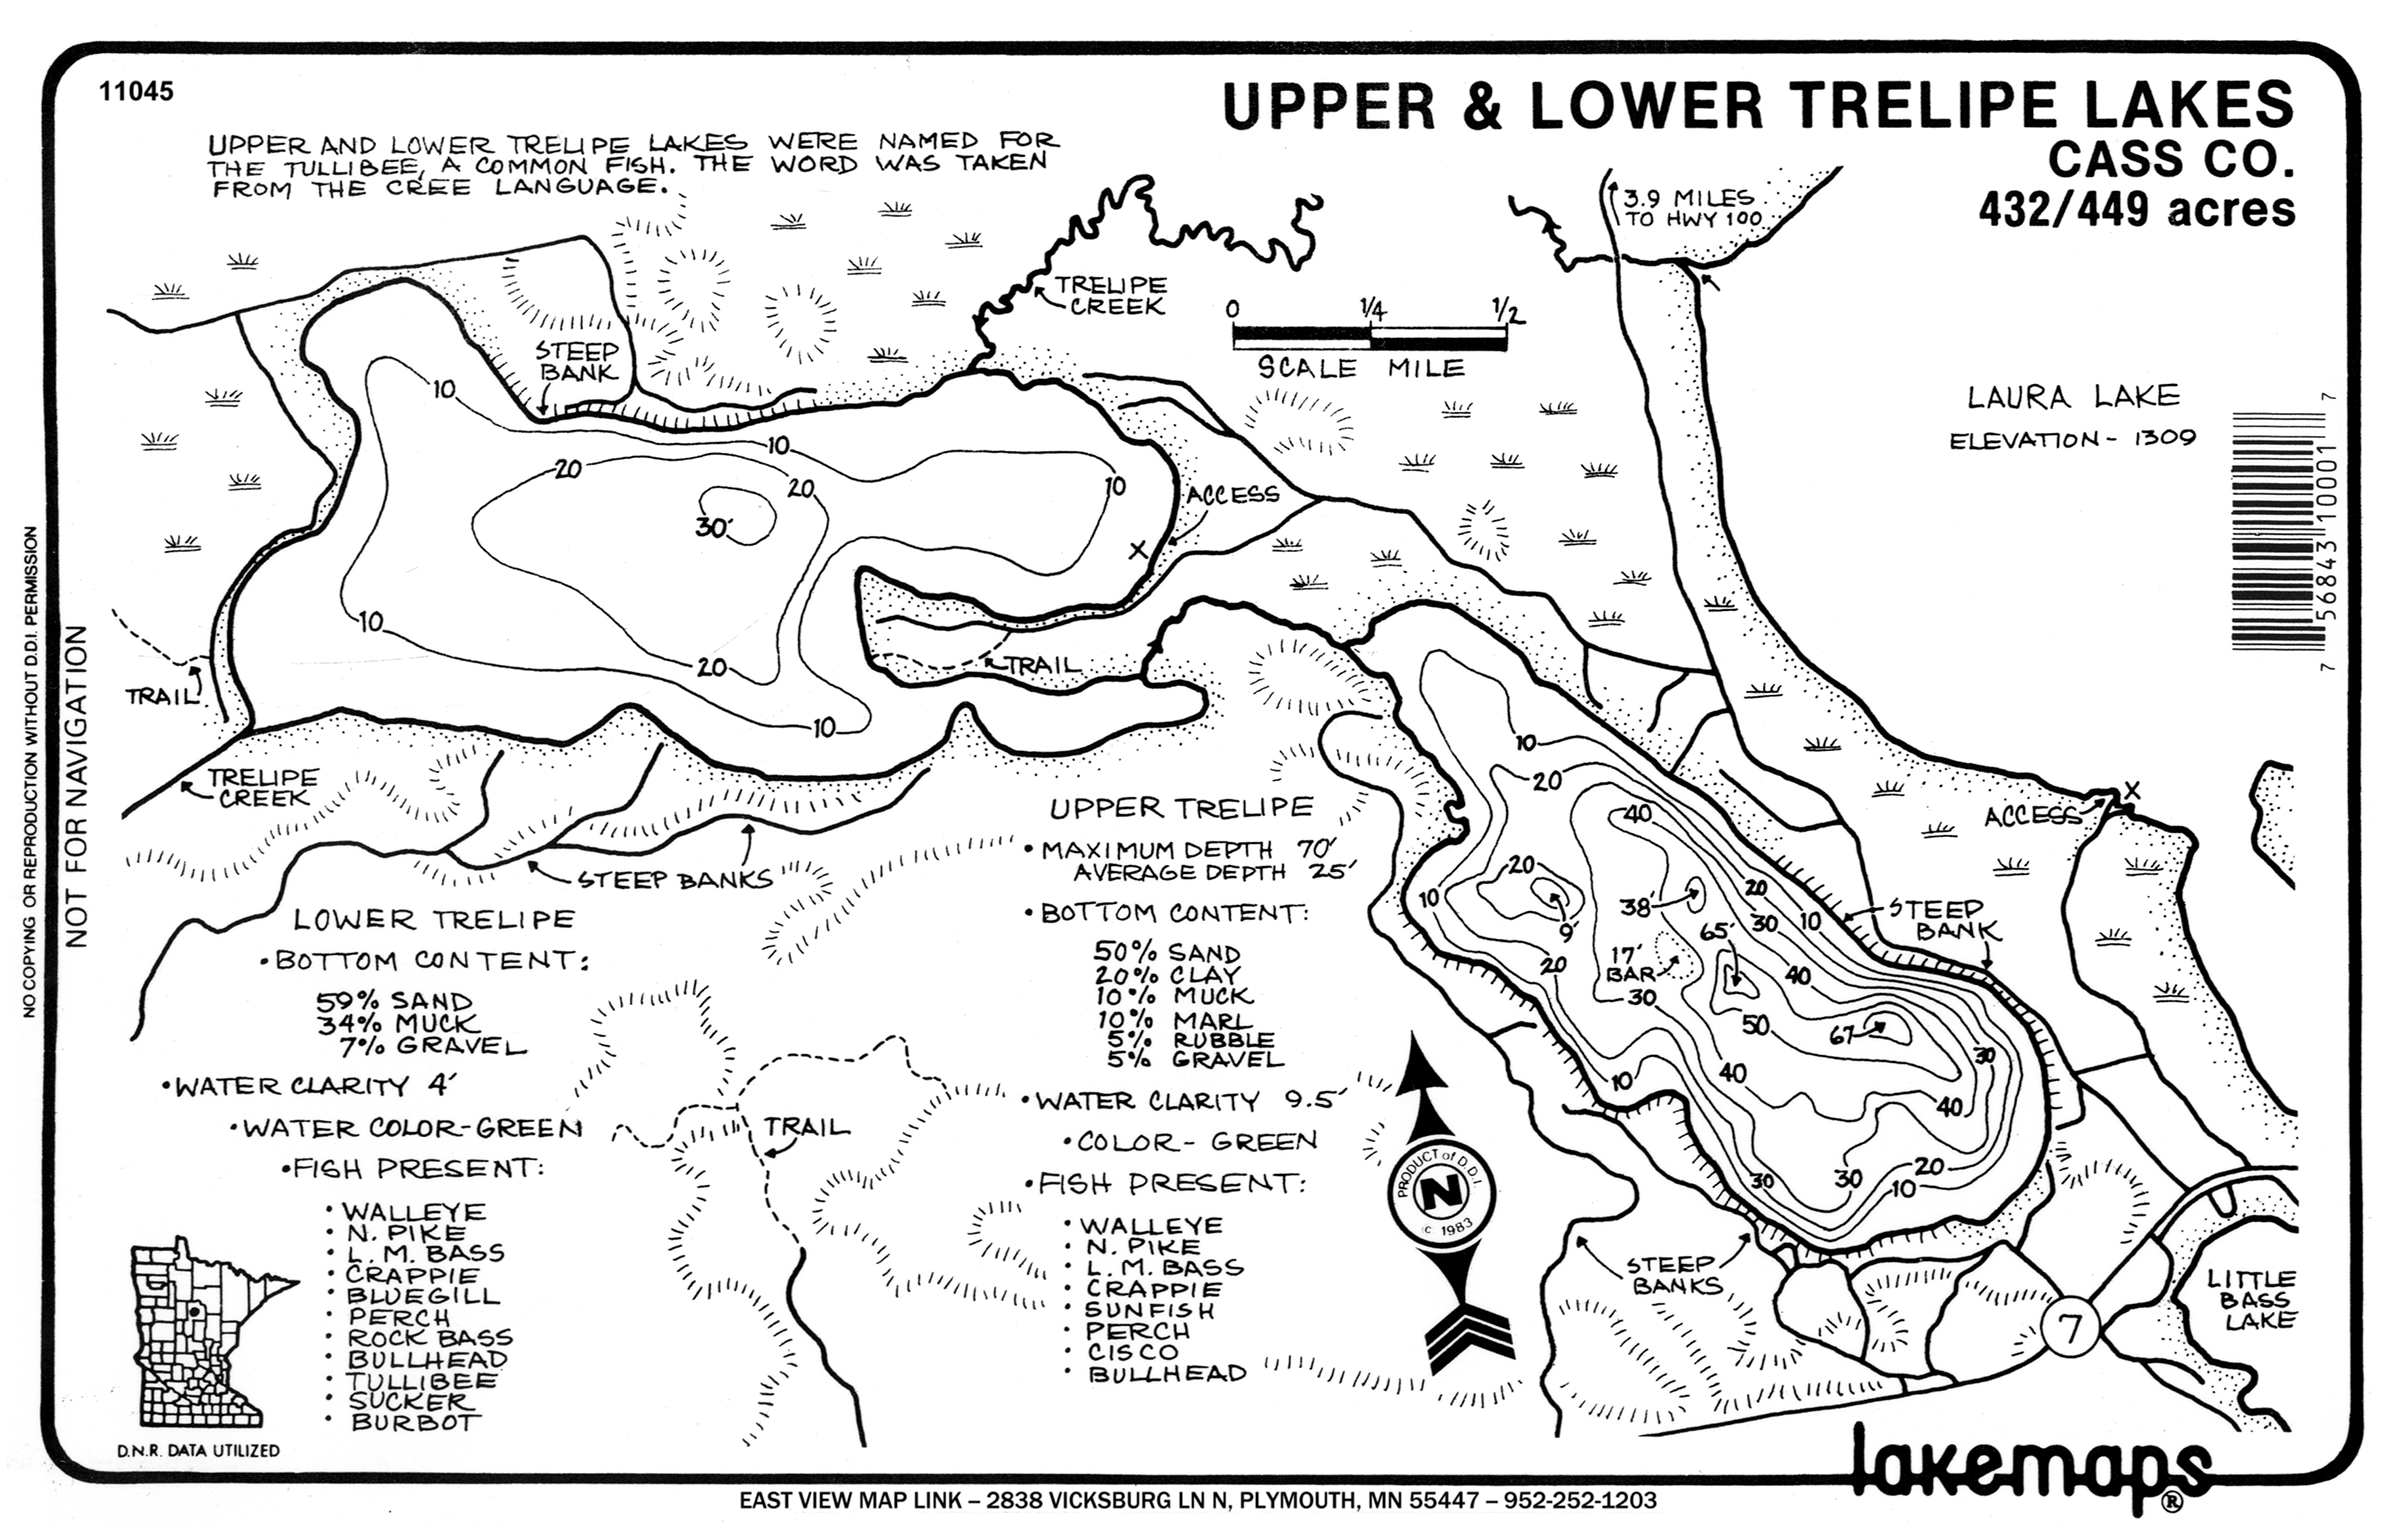 11045
UPPER & LOWER TRELIPE LAKES
CASS CO.
432/449 acres
UPPER AND LOWER TRELIPE LAKES WERE NAMED FOR
THE TULLIBEE, A COMMON FISH. THE WORD WAS TAKEN
FROM THE CREE LANGUAGE.
3.9 MILES
TO HWY 100
TRELIPE
CREEK
0 1/4 1/2
SCALE MILE
STEEP
BANK
LAURA LAKE
ELEVATION - 1309
7 56843 10001 7
10
10
20
20
10
30'
ACCESS
X
10
TRAIL
20
10
TRAIL
TRELIPE
CREEK
STEEP BANKS
10
20
40
ACCESS
X
20
10
9'
38'
20
30
10
65'
17'
BAR
20
30
40
50
67
30
STEEP
BANK
10
40
40
30
30
20
10
STEEP
BANKS
7
LITTLE
BASS
LAKE
LOWER TRELIPE
• BOTTOM CONTENT:
59% SAND
34% MUCK
7% GRAVEL
• WATER CLARITY 4'
• WATER COLOR-GREEN
• FISH PRESENT:
• WALLEYE
• N. PIKE
• L. M. BASS
• CRAPPIE
• BLUEGILL
• PERCH
• ROCK BASS
• BULLHEAD
• TULLIBEE
• SUCKER
• BURBOT
TRAIL
UPPER TRELIPE
• MAXIMUM DEPTH 70'
AVERAGE DEPTH 25'
• BOTTOM CONTENT:
50% SAND
20% CLAY
10% MUCK
10% MARL
5% RUBBLE
5% GRAVEL
• WATER CLARITY 9.5'
• COLOR - GREEN
• FISH PRESENT:
• WALLEYE
• N. PIKE
• L. M. BASS
• CRAPPIE
• SUNFISH
• PERCH
• CISCO
• BULLHEAD
PRODUCT of D.D.I.
N
© 1983
D.N.R. DATA UTILIZED
NO COPYING OR REPRODUCTION WITHOUT D.D.I. PERMISSION
NOT FOR NAVIGATION
lakemaps®
EAST VIEW MAP LINK – 2838 VICKSBURG LN N, PLYMOUTH, MN 55447 – 952-252-1203